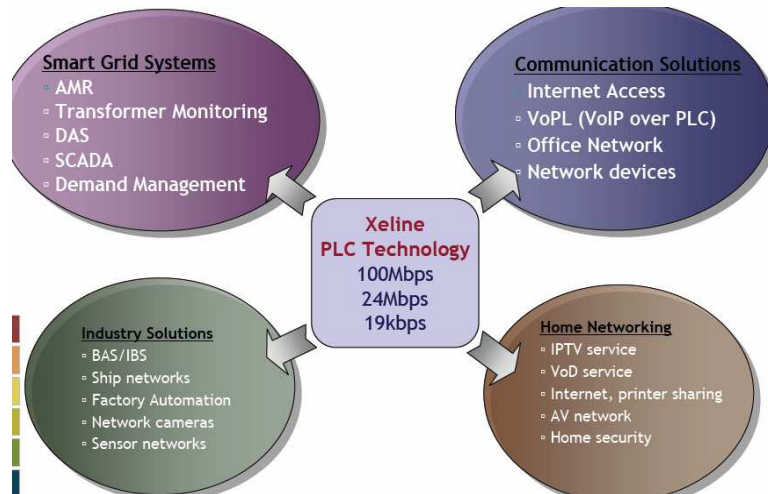 Smart Grid Systems
▫ AMR
▫ Transformer Monitoring
▫ DAS
▫ SCADA
▫ Demand Management
Communication Solutions
▫ Internet Access
▫ VoPL (VoIP over PLC)
▫ Office Network
▫ Network devices
Xeline
PLC Technology
100Mbps
24Mbps
19kbps
Industry Solutions
▫ BAS/IBS
▫ Ship networks
▫ Factory Automation
▫ Network cameras
▫ Sensor networks
Home Networking
▫ IPTV service
▫ VoD service
▫ Internet, printer sharing
▫ AV network
▫ Home security